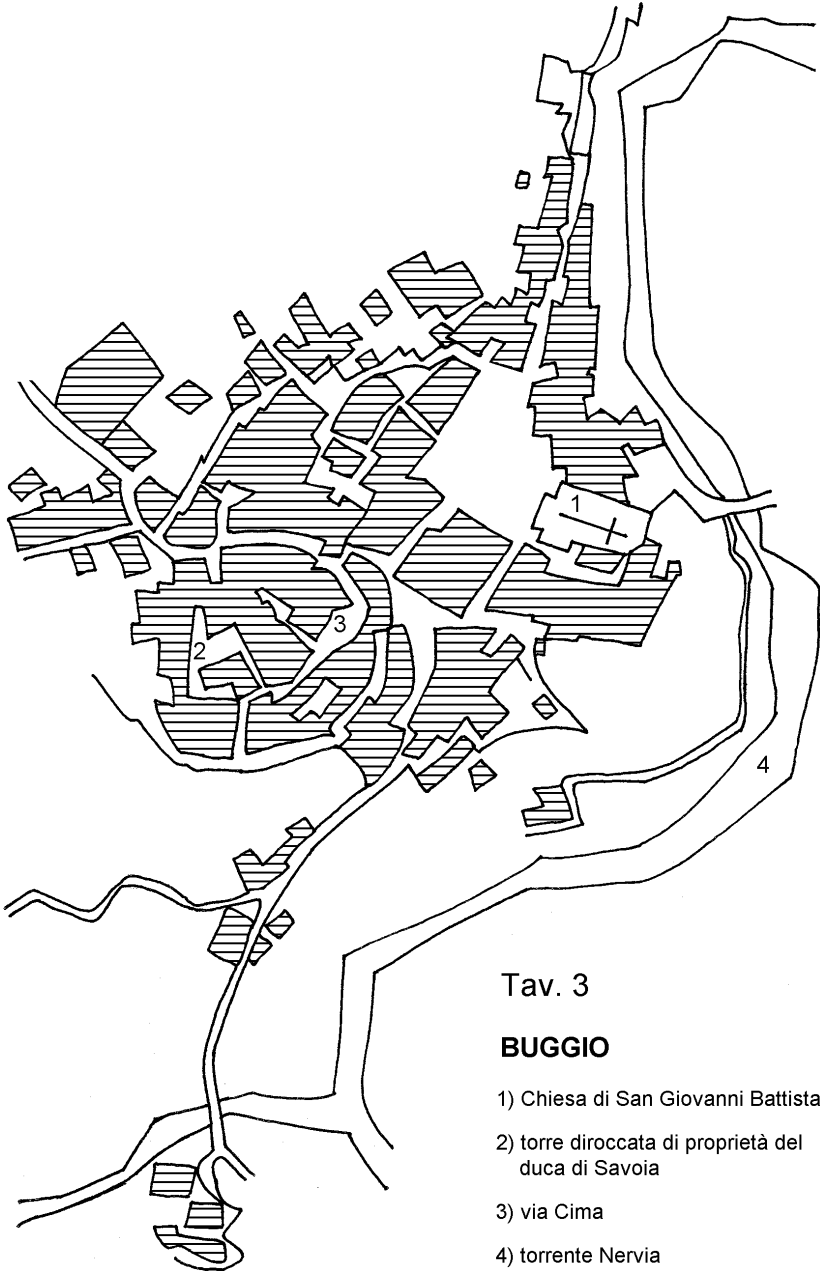 1
3
2
4
Tav. 3
BUGGIO
1) Chiesa di San Giovanni Battista
2) torre diroccata di proprietà del
duca di Savoia
3) via Cima
4) torrente Nervia